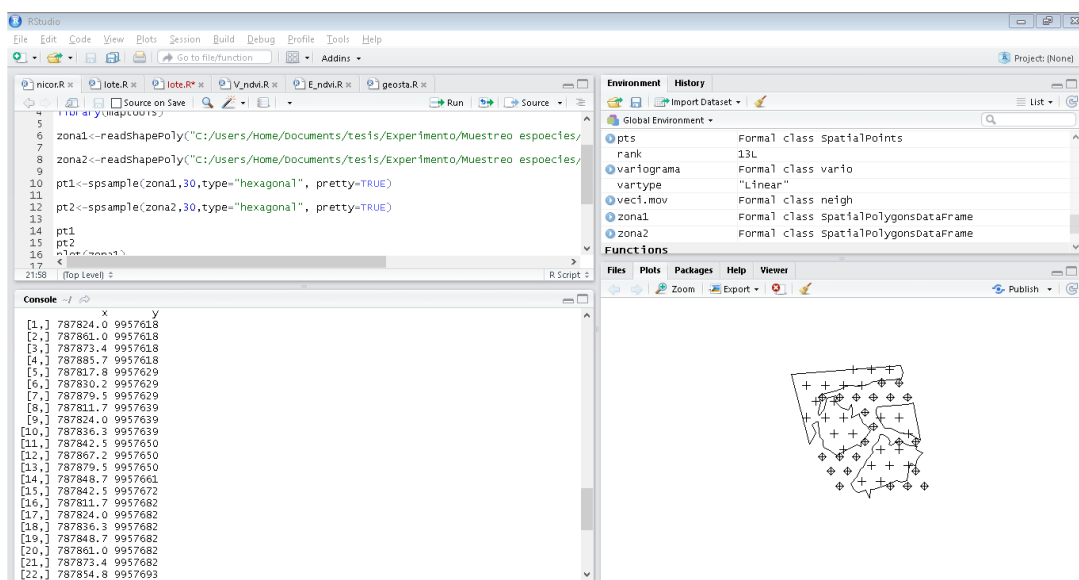 RStudio
File Edit Code View Plots Session Build Debug Profile Tools Help
Go to file/function Addins Project: (None)
nicor.R lote.R lote.R* V_ndvi.R E_ndvi.R geosta.R
Source on Save Run Source
4 library(maptools)
5
6 zona1<-readShapePoly("C:/Users/Home/Documents/tesis/Experimento/Muestreo espoecies/
7
8 zona2<-readShapePoly("C:/Users/Home/Documents/tesis/Experimento/Muestreo espoecies/
9
10 pt1<-spsample(zona1,30,type="hexagonal", pretty=TRUE)
11
12 pt2<-spsample(zona2,30,type="hexagonal", pretty=TRUE)
13
14 pt1
15 pt2
16 plot(zona1)
17
21:58 (Top Level) R Script
Console ~/
x y
[1,] 787824.0 9957618
[2,] 787861.0 9957618
[3,] 787873.4 9957618
[4,] 787885.7 9957618
[5,] 787817.8 9957629
[6,] 787830.2 9957629
[7,] 787879.5 9957629
[8,] 787811.7 9957639
[9,] 787824.0 9957639
[10,] 787836.3 9957639
[11,] 787842.5 9957650
[12,] 787867.2 9957650
[13,] 787879.5 9957650
[14,] 787848.7 9957661
[15,] 787842.5 9957672
[16,] 787811.7 9957682
[17,] 787824.0 9957682
[18,] 787836.3 9957682
[19,] 787848.7 9957682
[20,] 787861.0 9957682
[21,] 787873.4 9957682
[22,] 787854.8 9957693
Environment History
Import Dataset List
Global Environment
pts Formal class SpatialPoints
rank 13L
variograma Formal class vario
vartype "Linear"
veci.mov Formal class neigh
zona1 Formal class SpatialPolygonsDataFrame
zona2 Formal class SpatialPolygonsDataFrame
Functions
Files Plots Packages Help Viewer
Zoom Export Publish